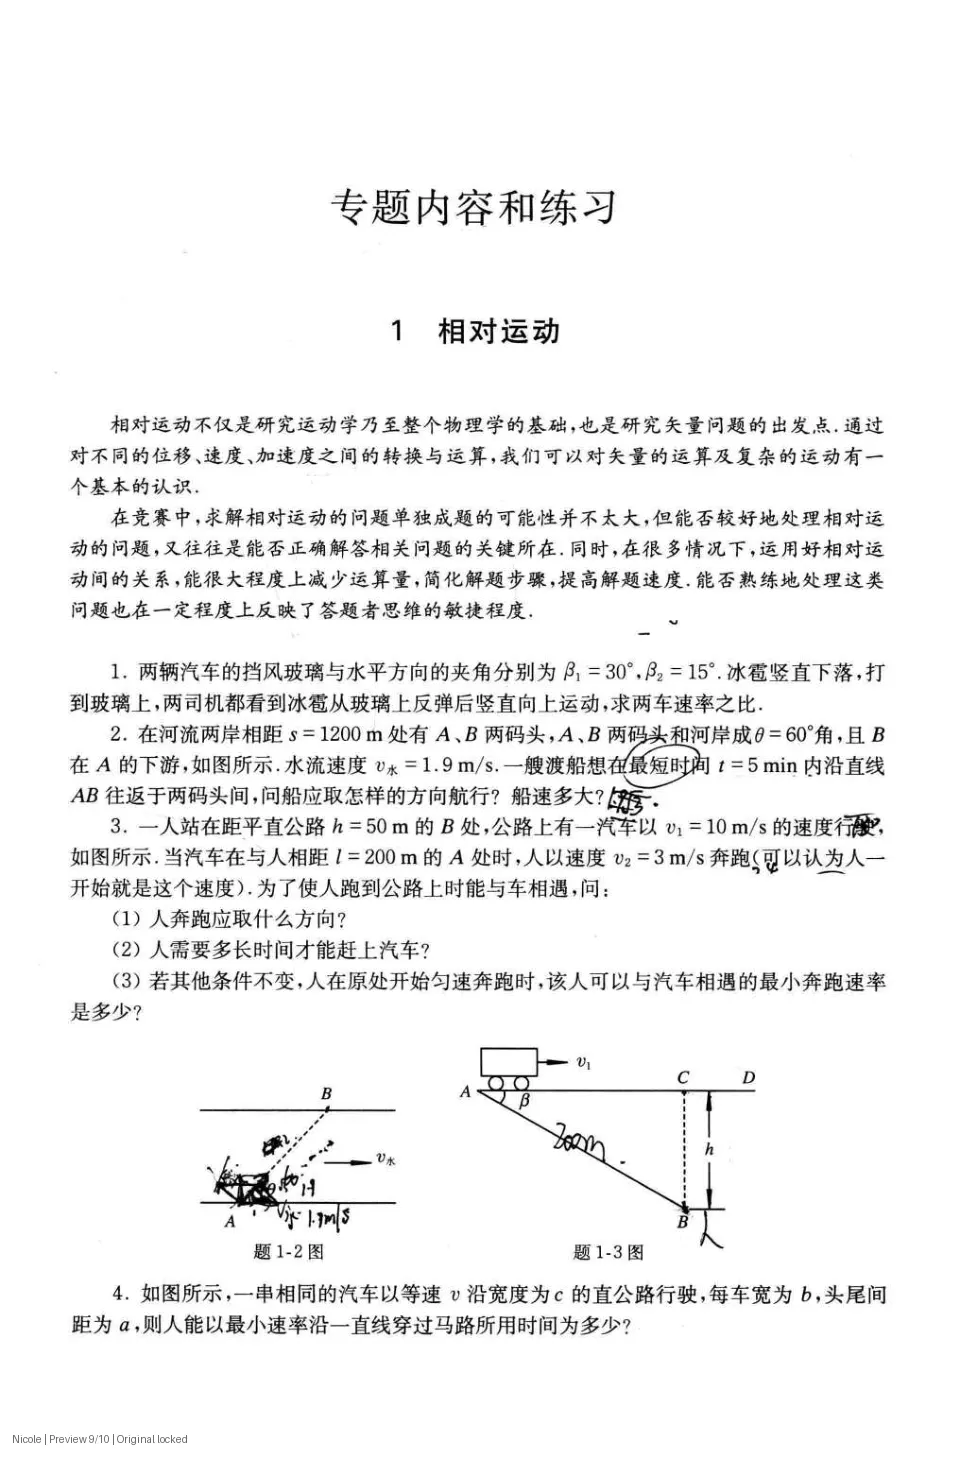 专题内容和练习
1 相对运动
相对运动不仅是研究运动学乃至整个物理学的基础,也是研究矢量问题的出发点.通过
对不同的位移、速度、加速度之间的转换与运算,我们可以对矢量的运算及复杂的运动有一
个基本的认识.
在竞赛中,求解相对运动的问题单独成题的可能性并不太大,但能否较好地处理相对运
动的问题,又往往是能否正确解答相关问题的关键所在.同时,在很多情况下,运用好相对运
动间的关系,能很大程度上减少运算量,简化解题步骤,提高解题速度.能否熟练地处理这类
问题也在一定程度上反映了答题者思维的敏捷程度.
1. 两辆汽车的挡风玻璃与水平方向的夹角分别为 β₁ = 30°,β₂ = 15°.冰雹竖直下落,打
到玻璃上,两司机都看到冰雹从玻璃上反弹后竖直向上运动,求两车速率之比.
2. 在河流两岸相距 s = 1200 m 处有 A、B 两码头,A、B 两码头和河岸成θ = 60°角,且 B
在 A 的下游,如图所示.水流速度 v水 = 1.9 m/s.一艘渡船想在最短时间 t = 5 min 内沿直线
AB 往返于两码头间,问船应取怎样的方向航行? 船速多大?
3. 一人站在距平直公路 h = 50 m 的 B 处,公路上有一汽车以 v₁ = 10 m/s 的速度行驶,
如图所示.当汽车在与人相距 l = 200 m 的 A 处时,人以速度 v₂ = 3 m/s 奔跑(可以认为人一
开始就是这个速度).为了使人跑到公路上时能与车相遇,问:
(1) 人奔跑应取什么方向?
(2) 人需要多长时间才能赶上汽车?
(3) 若其他条件不变,人在原处开始匀速奔跑时,该人可以与汽车相遇的最小奔跑速率
是多少?
B
v水
θ
A
v水 1.9m/s
题 1-2 图
v₁
A
β
C
D
200m
h
B
题 1-3 图
4. 如图所示,一串相同的汽车以等速 v 沿宽度为 c 的直公路行驶,每车宽为 b,头尾间
距为 a,则人能以最小速率沿一直线穿过马路所用时间为多少?
Nicole | Preview 9/10 | Original locked